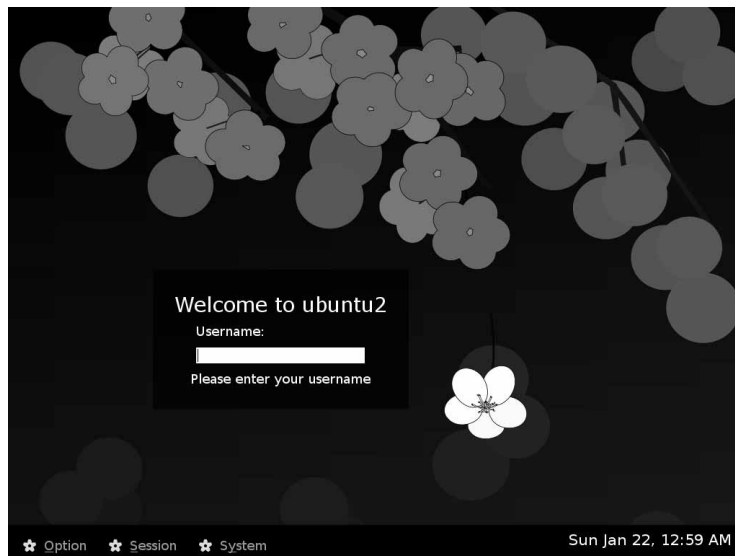 Welcome to ubuntu2
Username:
Please enter your username
Option Session System
Sun Jan 22, 12:59 AM